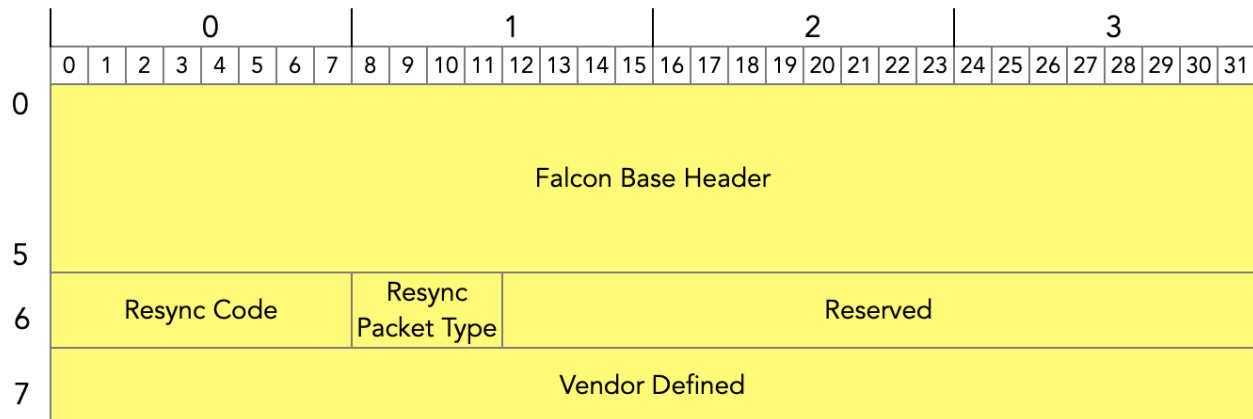 0 1 2 3
0 1 2 3 4 5 6 7 8 9 10 11 12 13 14 15 16 17 18 19 20 21 22 23 24 25 26 27 28 29 30 31
0
Falcon Base Header
5
6
Resync Code
Resync
Packet Type
Reserved
7
Vendor Defined